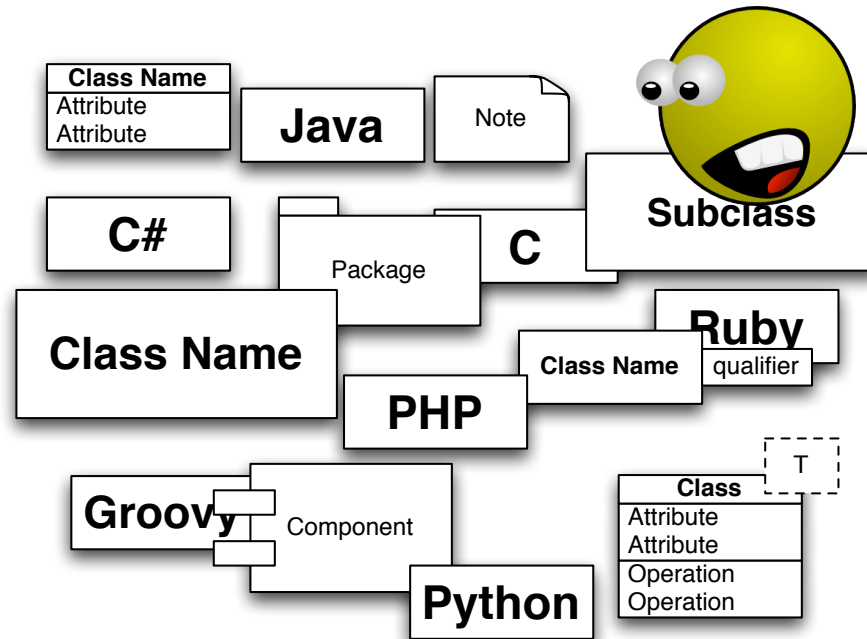 Class Name
Attribute
Attribute
Java
Note
Subclass
C#
Package
C
Class Name
Ruby
Class Name
qualifier
PHP
T
Class
Attribute
Attribute
Operation
Operation
Groovy
Component
Python